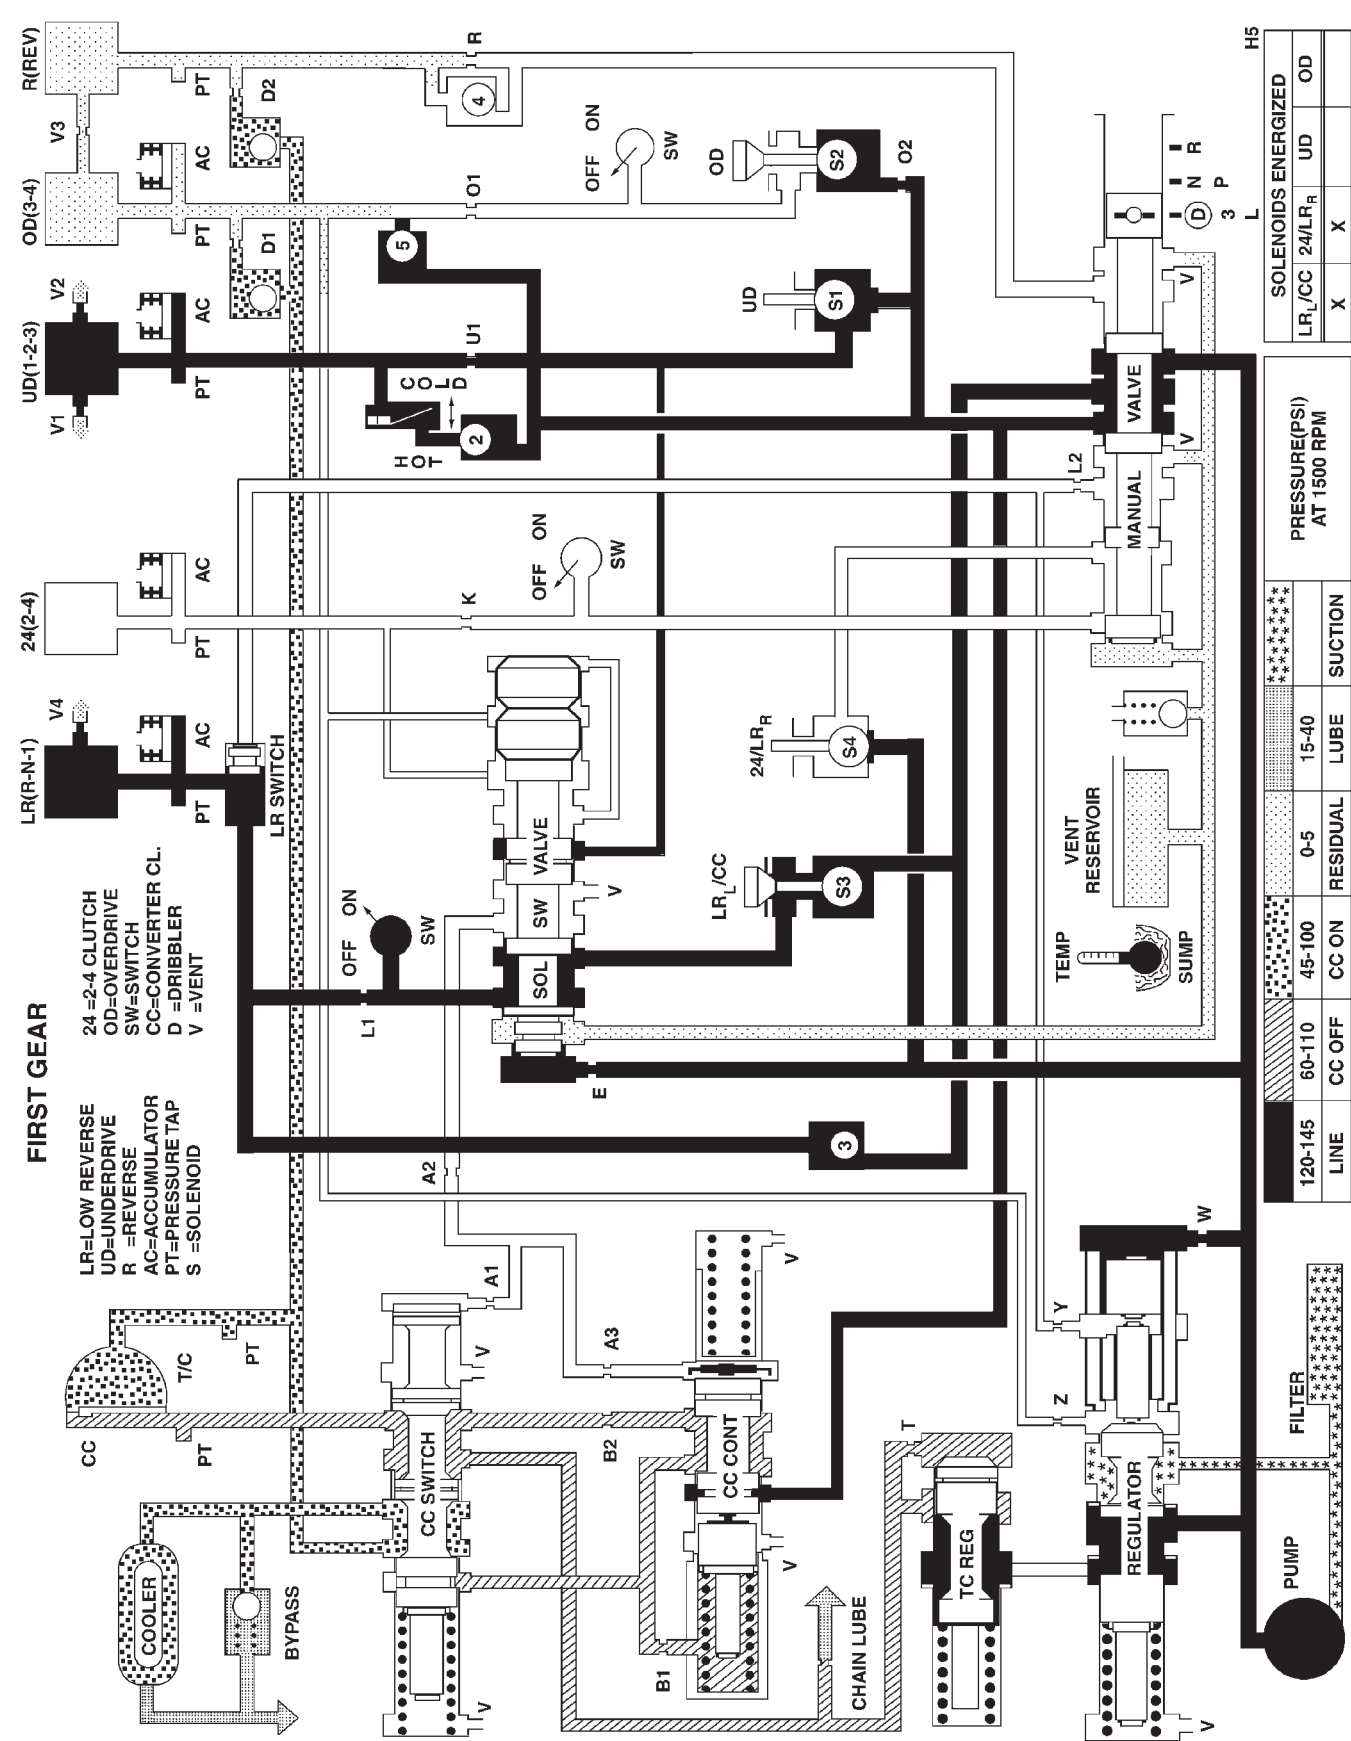 FIRST GEAR
LR=LOW REVERSE
UD=UNDERDRIVE
R =REVERSE
AC=ACCUMULATOR
PT=PRESSURE TAP
S =SOLENOID
24 =2-4 CLUTCH
OD=OVERDRIVE
SW=SWITCH
CC=CONVERTER CL.
D =DRIBBLER
V =VENT
LR(R-N-1)
V4
24(2-4)
UD(1-2-3)
V1
V2
OD(3-4)
V3
R(REV)
PT
AC
PT
AC
PT
AC
PT
AC
PT
D1
D2
LR SWITCH
T/C
CC
PT
PT
COOLER
BYPASS
CC SWITCH
V
V
A1
A2
A3
L1
OFF
ON
SW
K
OFF
ON
SW
U1
HOT
COLD
2
5
O1
OFF
ON
SW
R
4
B1
B2
CC CONT
V
V
E
SOL
SW
VALVE
V
3
LRL/CC
S3
24/LRR
S4
UD
S1
OD
S2
O2
CHAIN LUBE
T
TC REG
REGULATOR
V
Z
Y
W
TEMP
SUMP
VENT
RESERVOIR
L2
MANUAL
VALVE
V
V
D
N
R
3
P
L
PUMP
FILTER
120-145
LINE
60-110
CC OFF
45-100
CC ON
0-5
RESIDUAL
15-40
LUBE
SUCTION
PRESSURE(PSI)
AT 1500 RPM
SOLENOIDS ENERGIZED
LRL/CC
24/LRR
UD
OD
X
X
H5